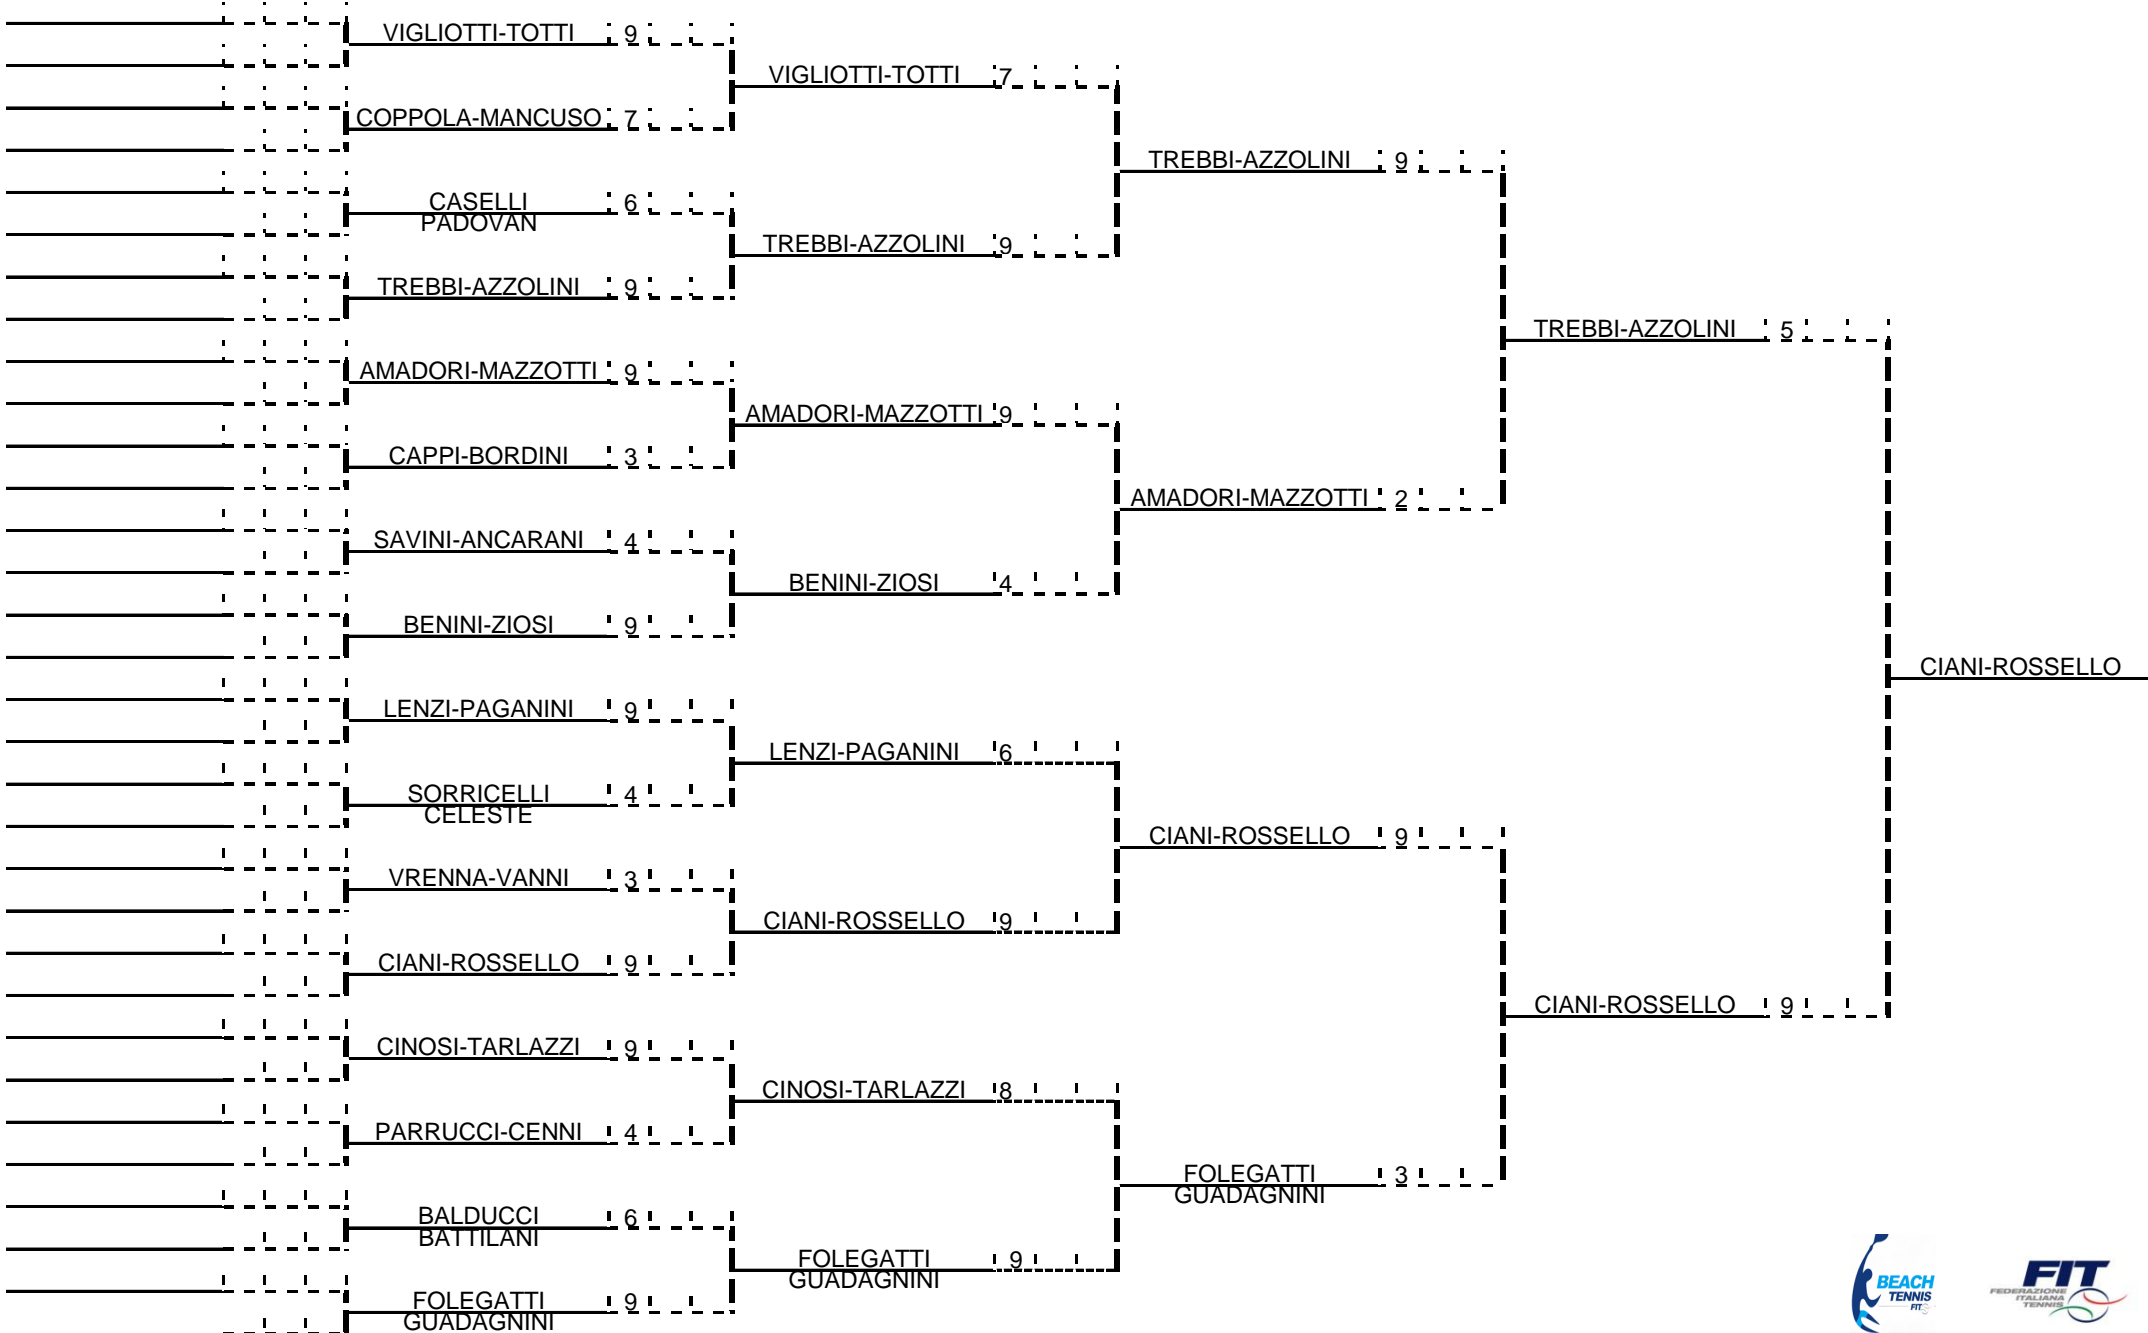 VIGLIOTTI-TOTTI 9
VIGLIOTTI-TOTTI 7
COPPOLA-MANCUSO 7
TREBBI-AZZOLINI 9
CASELLI 6
PADOVAN
TREBBI-AZZOLINI 9
TREBBI-AZZOLINI 9
TREBBI-AZZOLINI 5
AMADORI-MAZZOTTI 9
AMADORI-MAZZOTTI 9
CAPPI-BORDINI 3
AMADORI-MAZZOTTI 2
SAVINI-ANCARANI 4
BENINI-ZIOSI 4
BENINI-ZIOSI 9
CIANI-ROSSELLO
LENZI-PAGANINI 9
LENZI-PAGANINI 6
SORRICELLI 4
CELESTE
CIANI-ROSSELLO 9
VRENNA-VANNI 3
CIANI-ROSSELLO 9
CIANI-ROSSELLO 9
CIANI-ROSSELLO 9
CINOSI-TARLAZZI 9
CINOSI-TARLAZZI 8
PARRUCCI-CENNI 4
FOLEGATTI 3
GUADAGNINI
BALDUCCI 6
BATTILANI
FOLEGATTI 9
GUADAGNINI
FOLEGATTI 9
GUADAGNINI
BEACH
TENNIS
FIT
FIT
FEDERAZIONE
ITALIANA
TENNIS